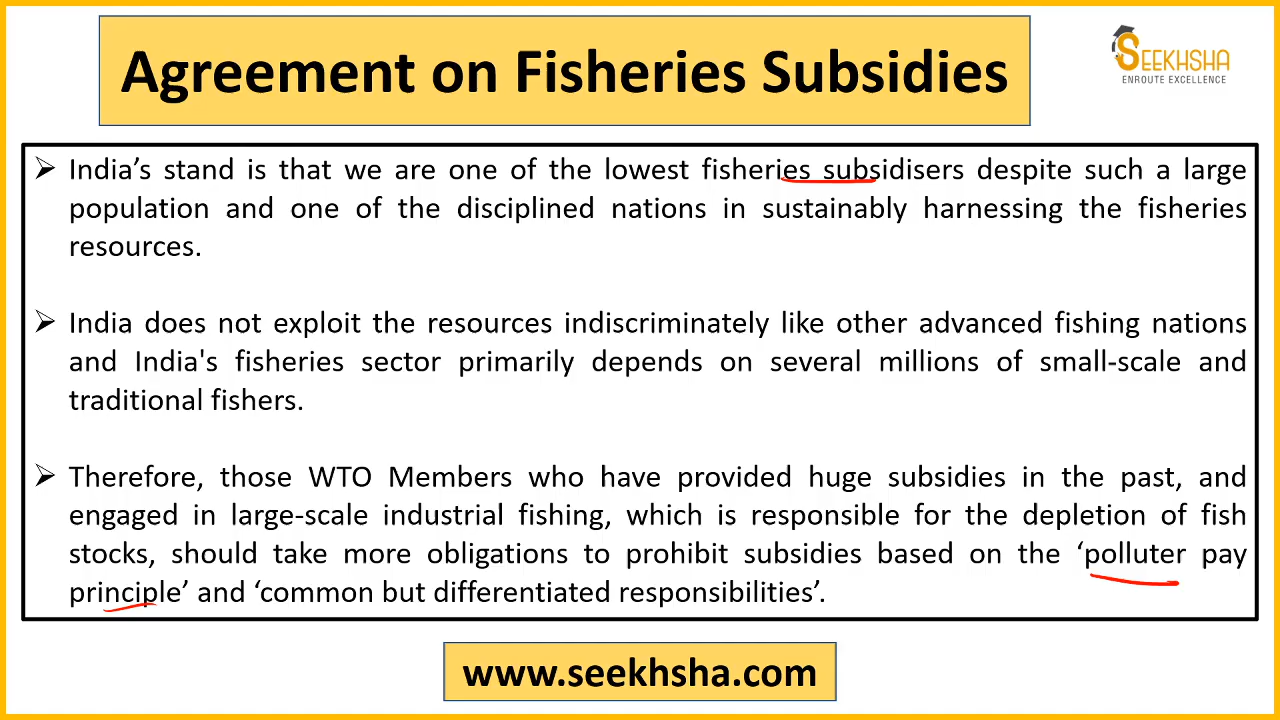 Agreement on Fisheries Subsidies
SEEKHSHA
ENROUTE EXCELLENCE
➢ India’s stand is that we are one of the lowest fisheries subsidisers despite such a large
population and one of the disciplined nations in sustainably harnessing the fisheries
resources.
➢ India does not exploit the resources indiscriminately like other advanced fishing nations
and India's fisheries sector primarily depends on several millions of small-scale and
traditional fishers.
➢ Therefore, those WTO Members who have provided huge subsidies in the past, and
engaged in large-scale industrial fishing, which is responsible for the depletion of fish
stocks, should take more obligations to prohibit subsidies based on the ‘polluter pay
principle’ and ‘common but differentiated responsibilities’.
www.seekhsha.com